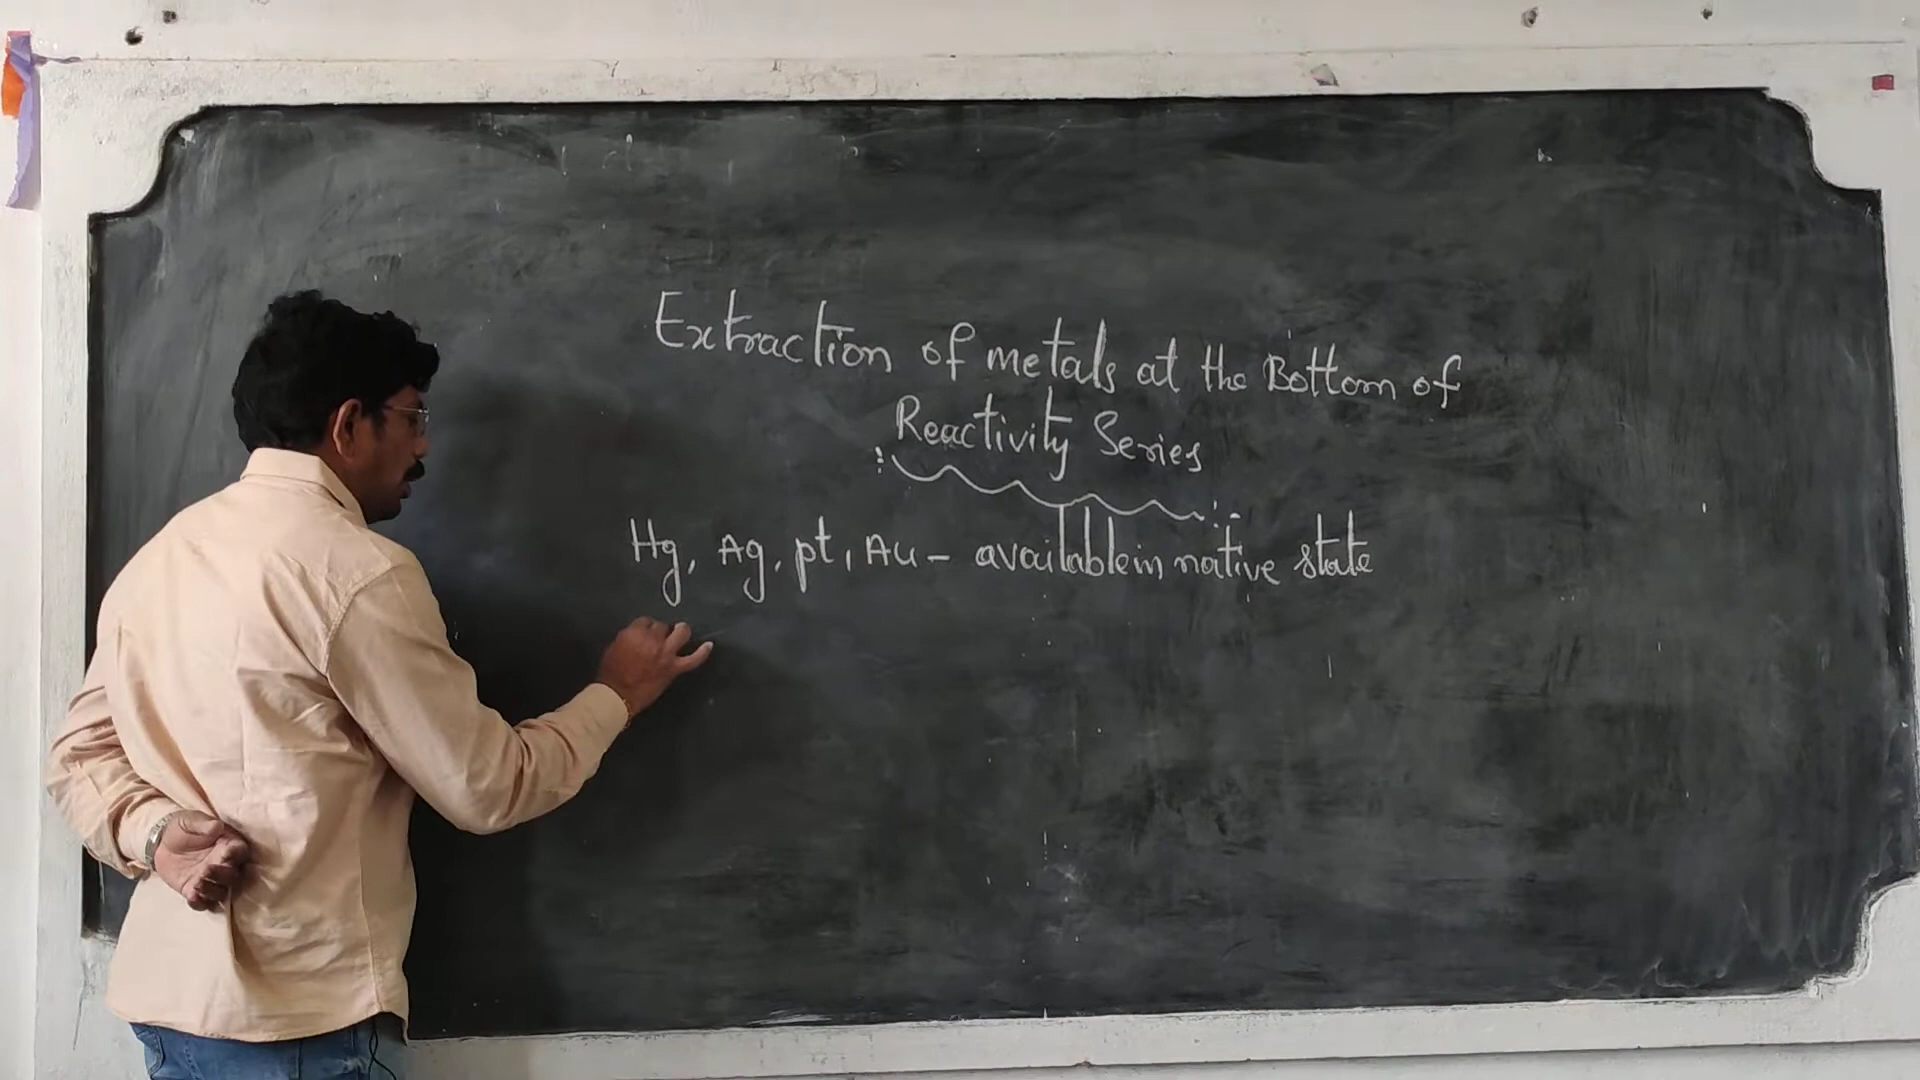 Extraction of metals at the Bottom of
Reactivity Series
Hg, Ag, pt, Au - available in native state